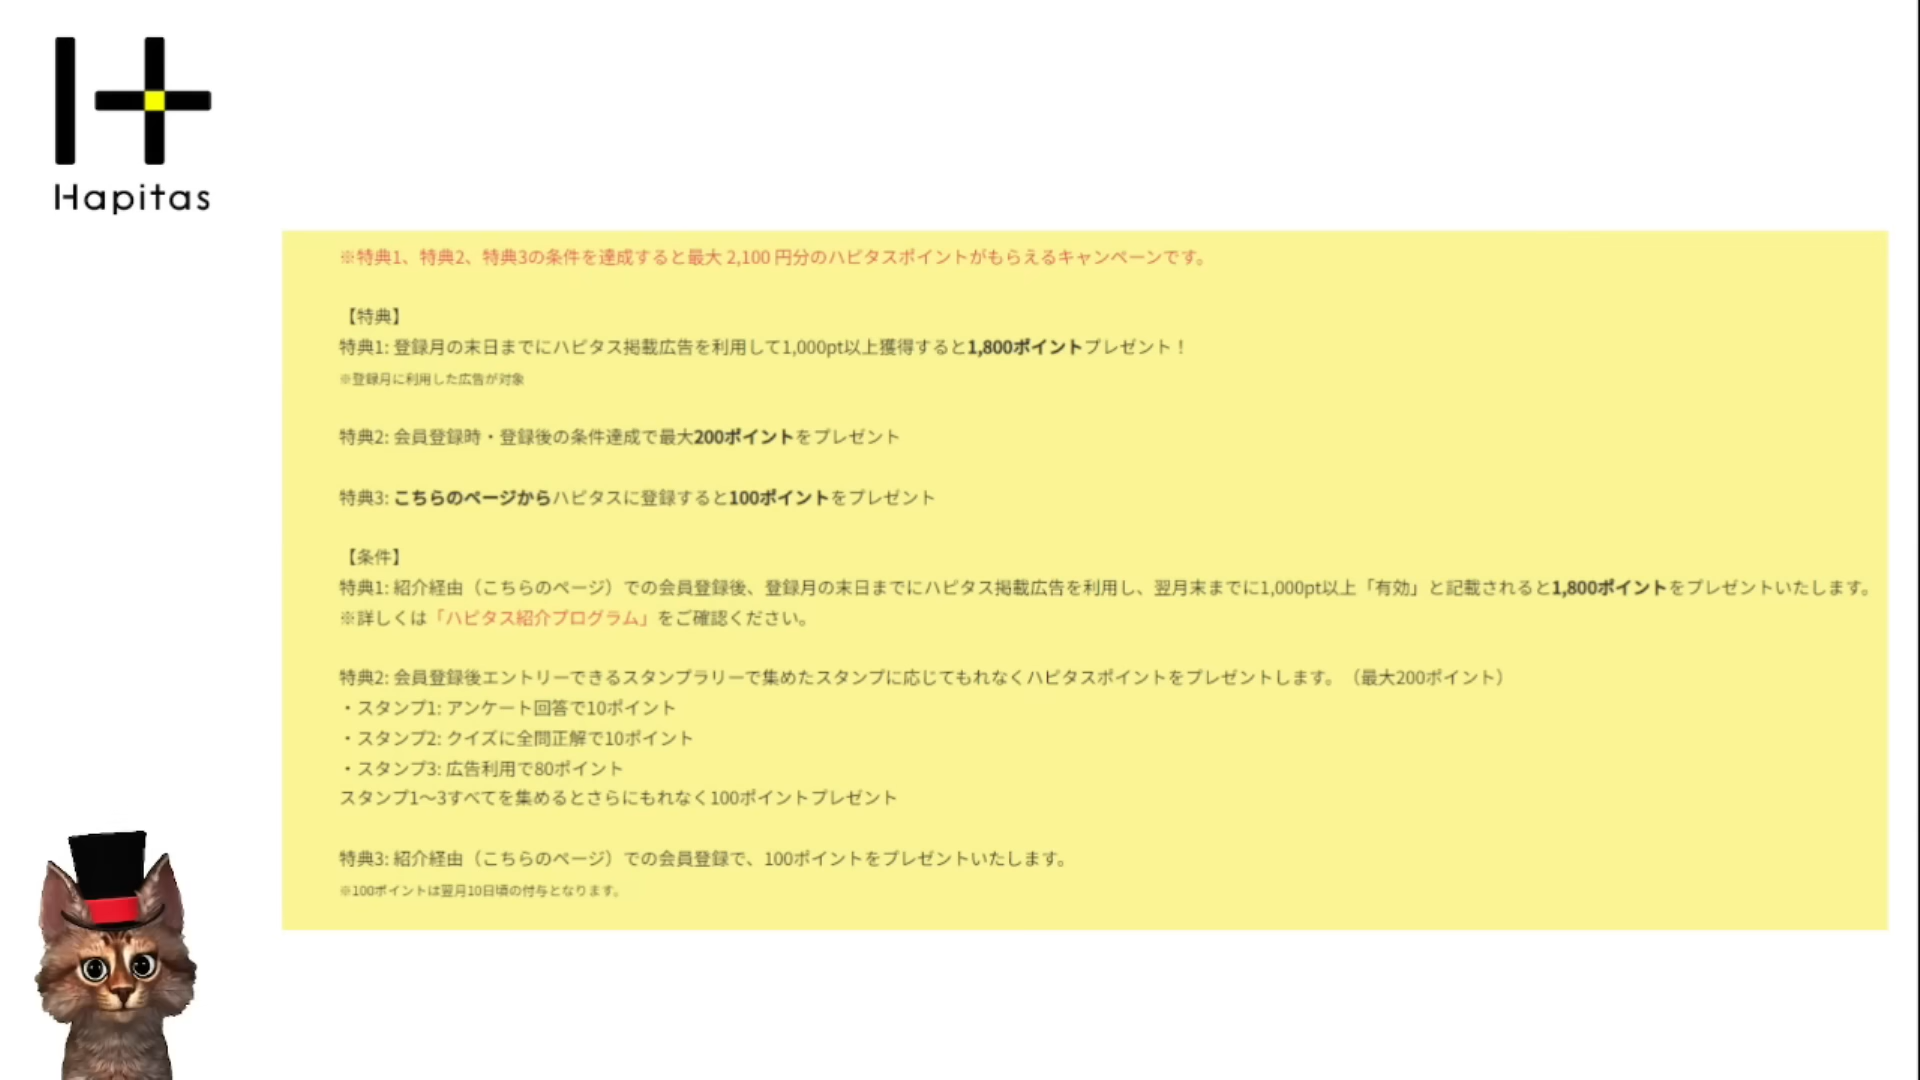 Hapitas
※特典1、特典2、特典3の条件を達成すると最大 2,100 円分のハピタスポイントがもらえるキャンペーンです。
【特典】
特典1: 登録月の末日までにハピタス掲載広告を利用して1,000pt以上獲得すると1,800ポイントプレゼント！
※登録月に利用した広告が対象
特典2: 会員登録時・登録後の条件達成で最大200ポイントをプレゼント
特典3: こちらのページからハピタスに登録すると100ポイントをプレゼント
【条件】
特典1: 紹介経由（こちらのページ）での会員登録後、登録月の末日までにハピタス掲載広告を利用し、翌月末までに1,000pt以上「有効」と記載されると1,800ポイントをプレゼントいたします。
※詳しくは「ハピタス紹介プログラム」をご確認ください。
特典2: 会員登録後エントリーできるスタンプラリーで集めたスタンプに応じてもれなくハピタスポイントをプレゼントします。（最大200ポイント）
・スタンプ1: アンケート回答で10ポイント
・スタンプ2: クイズに全問正解で10ポイント
・スタンプ3: 広告利用で80ポイント
スタンプ1〜3すべてを集めるとさらにもれなく100ポイントプレゼント
特典3: 紹介経由（こちらのページ）での会員登録で、100ポイントをプレゼントいたします。
※100ポイントは翌月10日頃の付与となります。